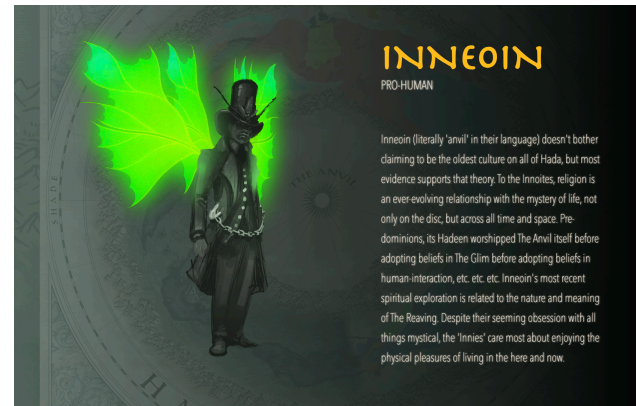 INNEOIN
PRO-HUMAN
Inneoin (literally 'anvil' in their language) doesn't bother
claiming to be the oldest culture on all of Hada, but most
evidence supports that theory. To the Innoites, religion is
an ever-evolving relationship with the mystery of life, not
only on the disc, but across all time and space. Pre-
dominions, its Hadeen worshipped The Anvil itself before
adopting beliefs in The Glim before adopting beliefs in
human-interaction, etc. etc. etc. Inneoin's most recent
spiritual exploration is related to the nature and meaning
of The Reaving. Despite their seeming obsession with all
things mystical, the 'Innies' care most about enjoying the
physical pleasures of living in the here and now.
THE ANVIL
SHADE